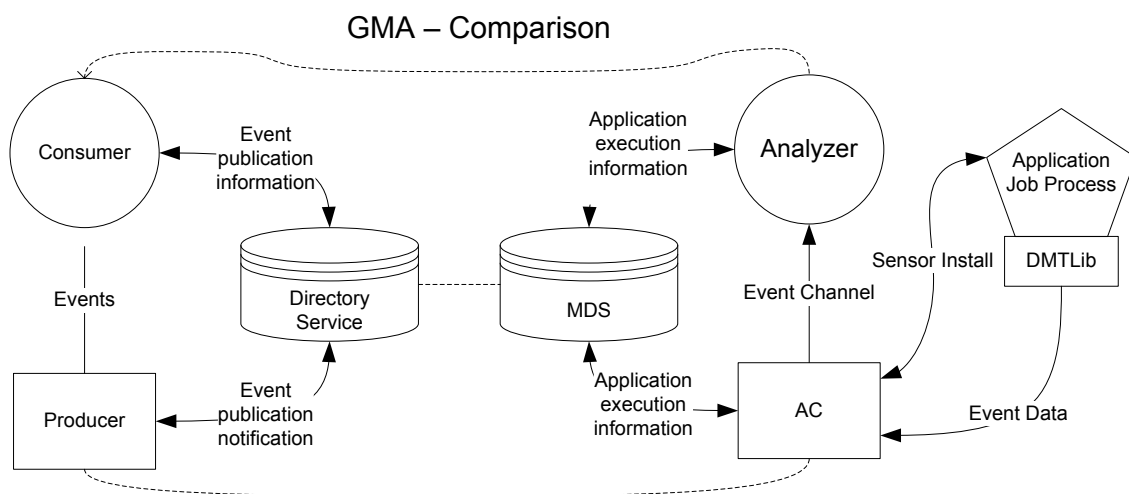 GMA – Comparison
Consumer
Event
publication
information
Application
execution
information
Analyzer
Application
Job Process
DMTLib
Sensor Install
Events
Directory
Service
MDS
Event Channel
Producer
Event
publication
notification
Application
execution
information
AC
Event Data